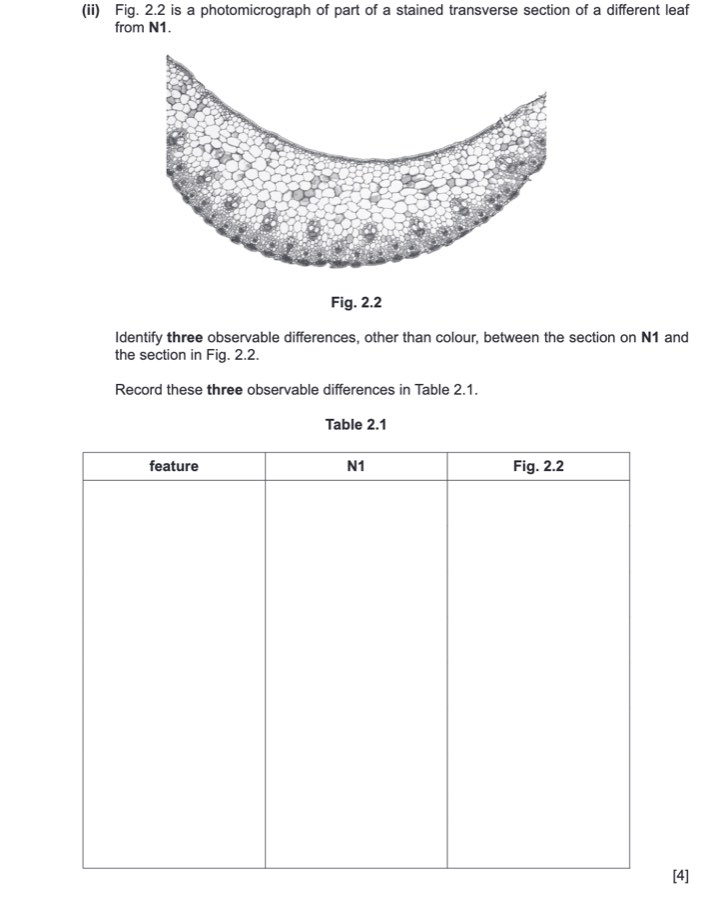 (ii) Fig. 2.2 is a photomicrograph of part of a stained transverse section of a different leaf
from N1.
Fig. 2.2
Identify three observable differences, other than colour, between the section on N1 and
the section in Fig. 2.2.
Record these three observable differences in Table 2.1.
Table 2.1
feature N1 Fig. 2.2
[4]